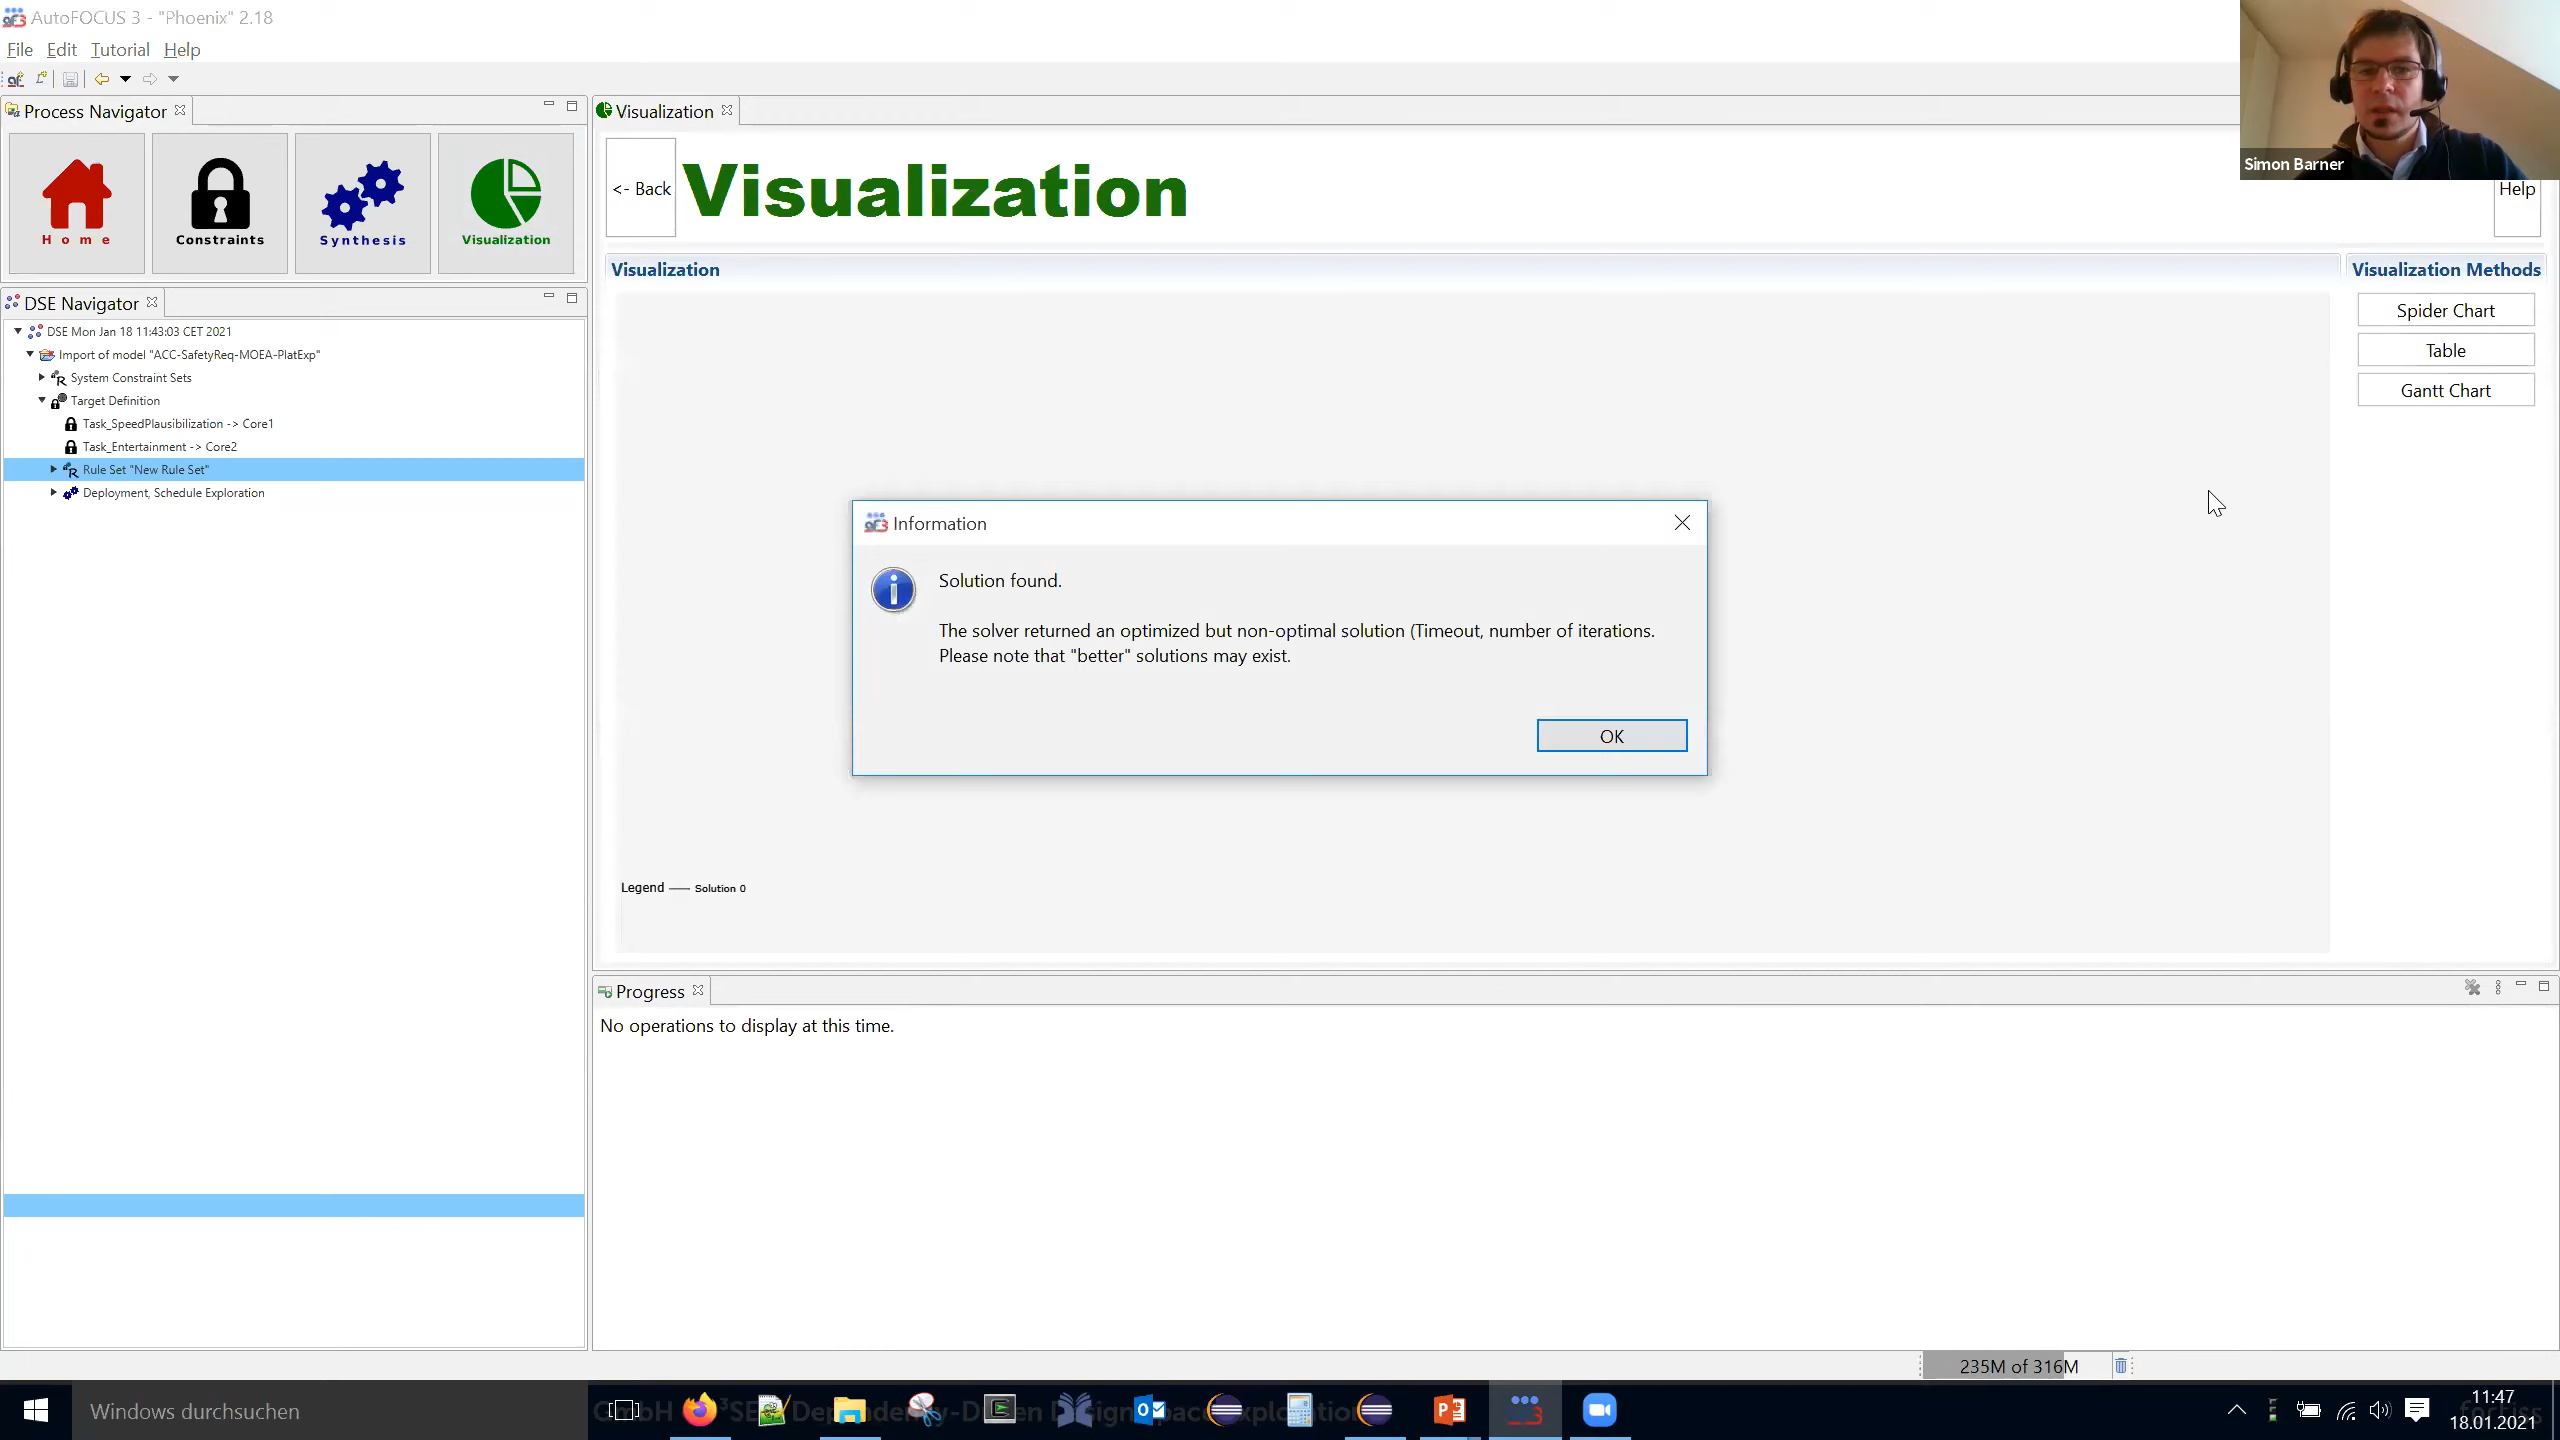 AutoFOCUS 3 - "Phoenix" 2.18
File Edit Tutorial Help
Process Navigator
Home
Constraints
Synthesis
Visualization
DSE Navigator
DSE Mon Jan 18 11:43:03 CET 2021
Import of model "ACC-SafetyReq-MOEA-PlatExp"
System Constraint Sets
Target Definition
Task_SpeedPlausibilization -> Core1
Task_Entertainment -> Core2
Rule Set "New Rule Set"
Deployment, Schedule Exploration
Visualization
<- Back
Visualization
Simon Barner
Help
Visualization
Visualization Methods
Spider Chart
Table
Gantt Chart
Information
Solution found.
The solver returned an optimized but non-optimal solution (Timeout, number of iterations.
Please note that "better" solutions may exist.
OK
Legend Solution 0
Progress
No operations to display at this time.
235M of 316M
Windows durchsuchen
11:47
18.01.2021